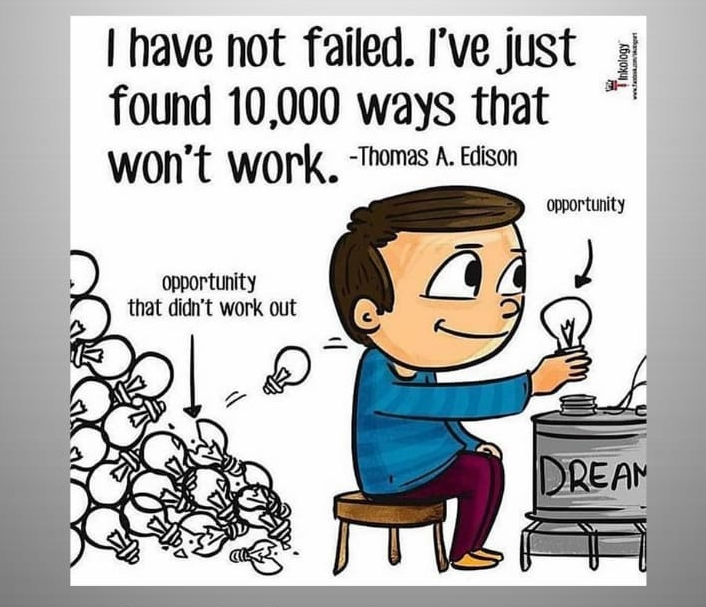 I have not failed. I've just
found 10,000 ways that
won't work. -Thomas A. Edison
Inkology
opportunity
opportunity
that didn't work out
DREAM